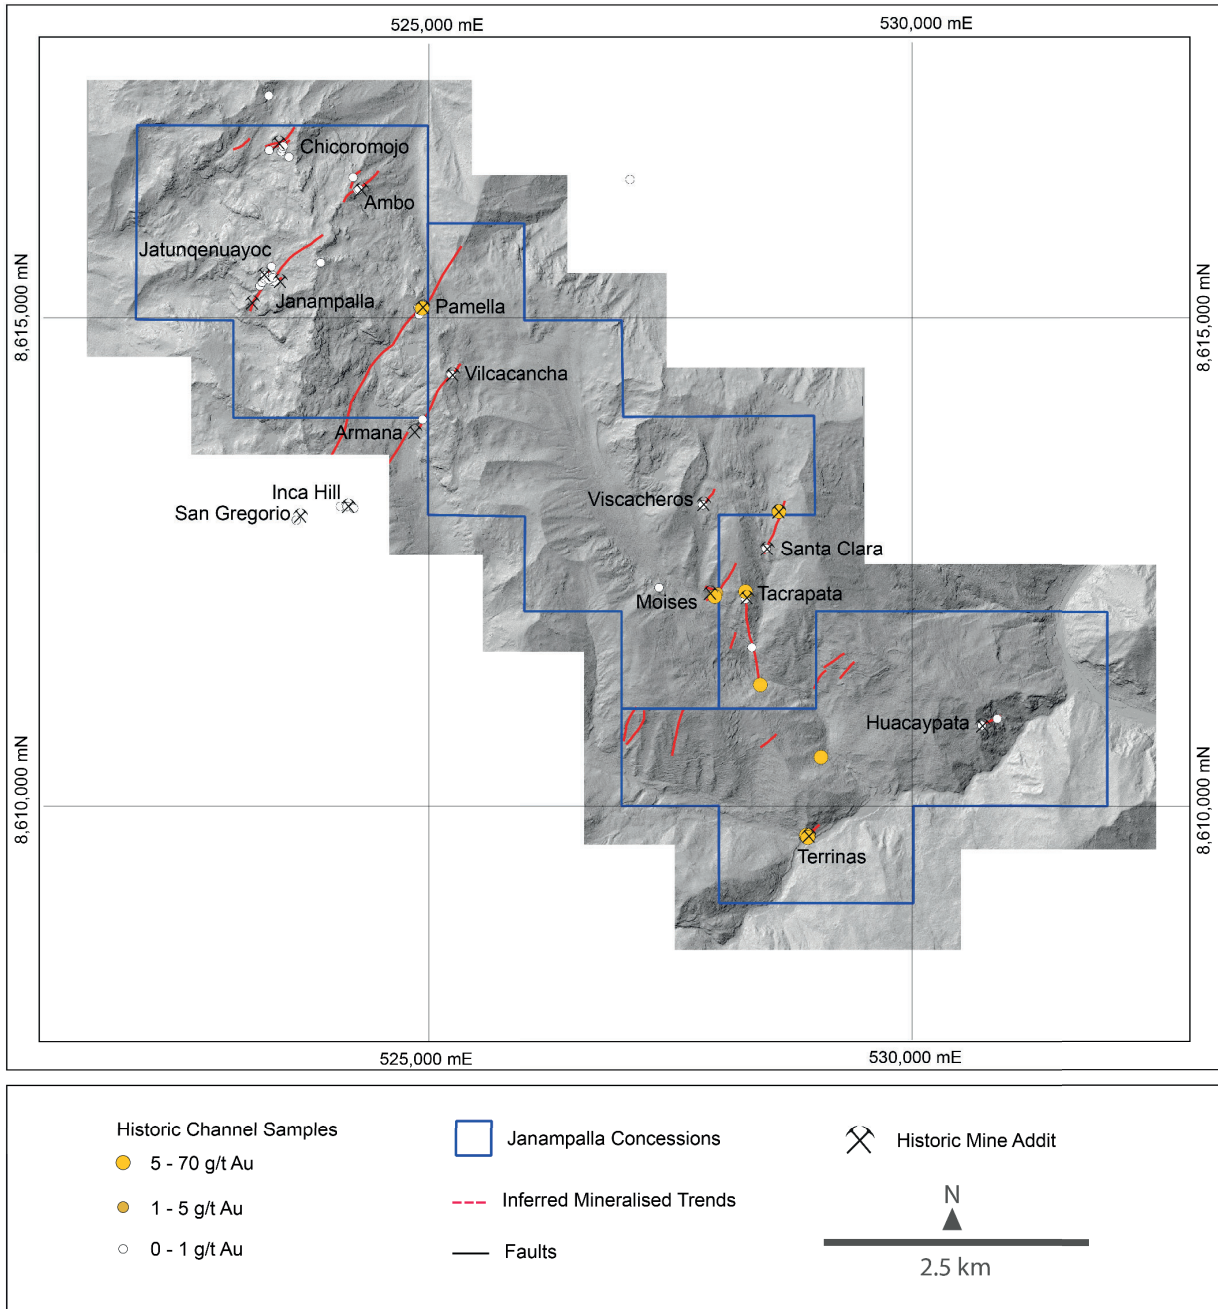 525,000 mE
530,000 mE
Chicoromojo
Ambo
Jatunqenuayoc
Janampalla
Pamella
8,615,000 mN
8,615,000 mN
Vilcacancha
Armana
Inca Hill
San Gregorio
Viscacheros
Santa Clara
Moises
Tacrapata
Huacaypata
8,610,000 mN
8,610,000 mN
Terrinas
525,000 mE
530,000 mE
Historic Channel Samples
5 - 70 g/t Au
1 - 5 g/t Au
0 - 1 g/t Au
Janampalla Concessions
Inferred Mineralised Trends
Faults
Historic Mine Addit
N
2.5 km